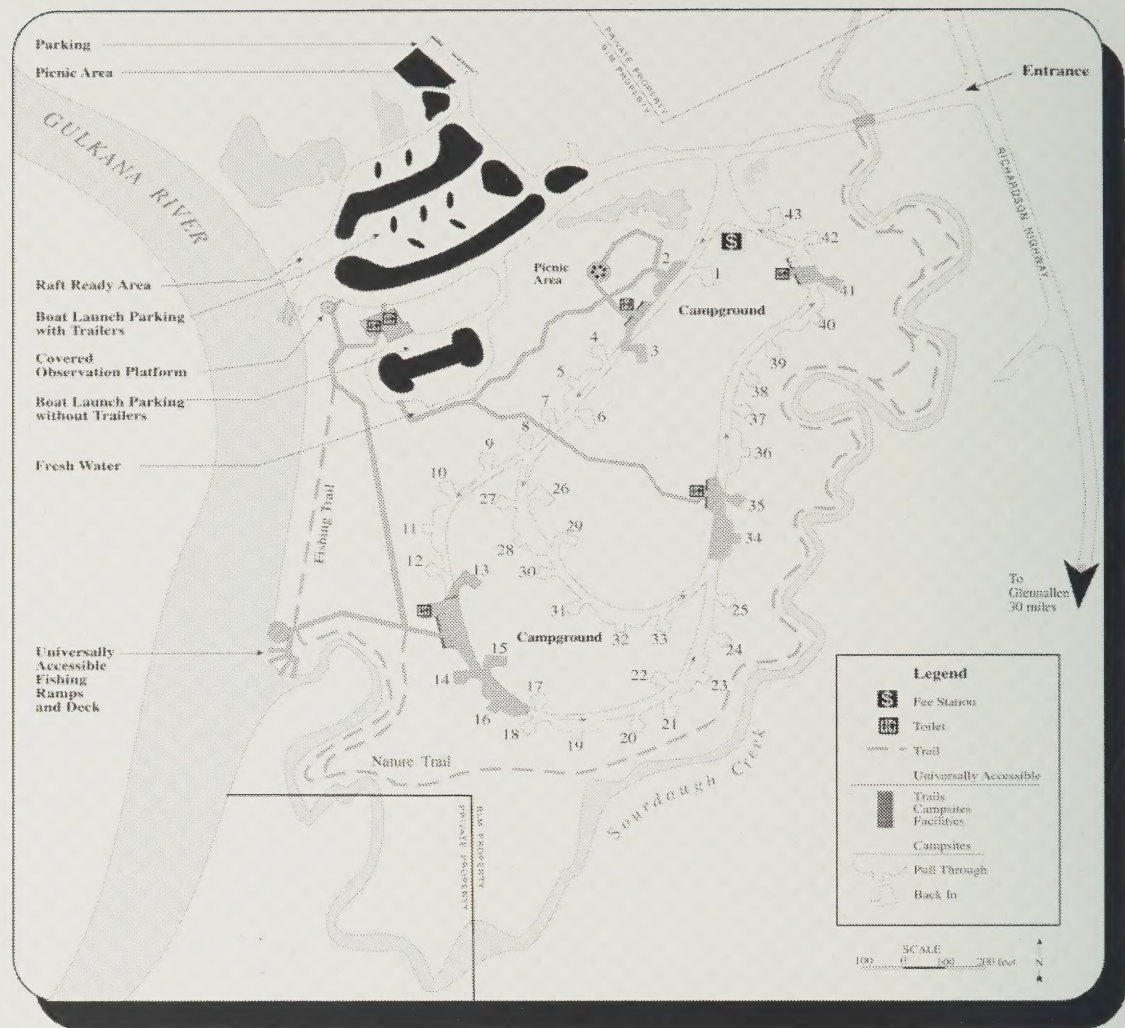 Parking
Picnic Area
PRIVATE PROPERTY
BLM PROPERTY
Entrance
GULKANA RIVER
RICHARDSON HIGHWAY
43
42
S
2
1
Picnic
Area
41
Raft Ready Area
Campground
Boat Launch Parking
with Trailers
40
4
3
39
Covered
Observation Platform
5
38
Boat Launch Parking
without Trailers
7
6
37
8
36
Fresh Water
9
10
27
26
35
Fishing Trail
11
29
34
28
12
13
30
To
Glennallen
30 miles
31
25
32
33
Campground
24
Universally
Accessible
Fishing
Ramps
and Deck
15
14
22
23
17
16
21
18
19
20
Nature Trail
Sourdough Creek
BLM PROPERTY
PRIVATE PROPERTY
Legend
S Fee Station
Toilet
Trail
Universally Accessible
Trails
Campsites
Facilities
Campsites
Pull Through
Back In
SCALE
100 0 100 200 feet
N